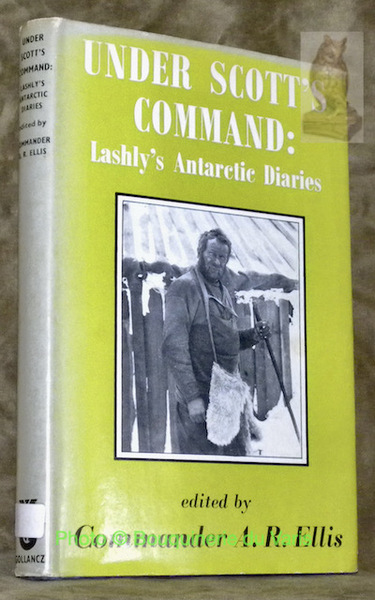 UNDER
SCOTT'S
COMMAND:
LASHLY'S
ANTARCTIC
DIARIES
edited by
COMMANDER
A. R. ELLIS
GOLLANCZ
UNDER SCOTT'S
COMMAND:
Lashly's Antarctic Diaries
edited by
Commander A. R. Ellis
Photo ©